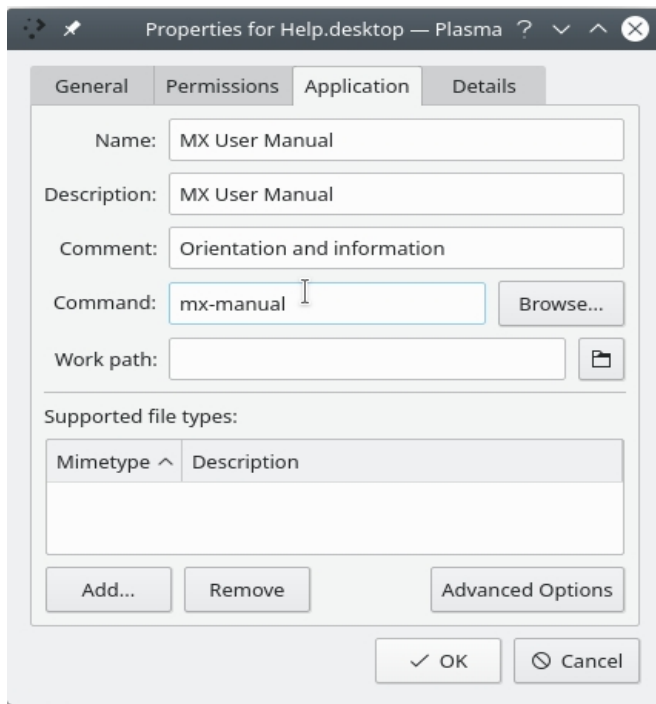 Properties for Help.desktop — Plasma ?
General Permissions Application Details
Name: MX User Manual
Description: MX User Manual
Comment: Orientation and information
Command: mx-manual Browse...
Work path:
Supported file types:
Mimetype Description
Add... Remove Advanced Options
OK Cancel